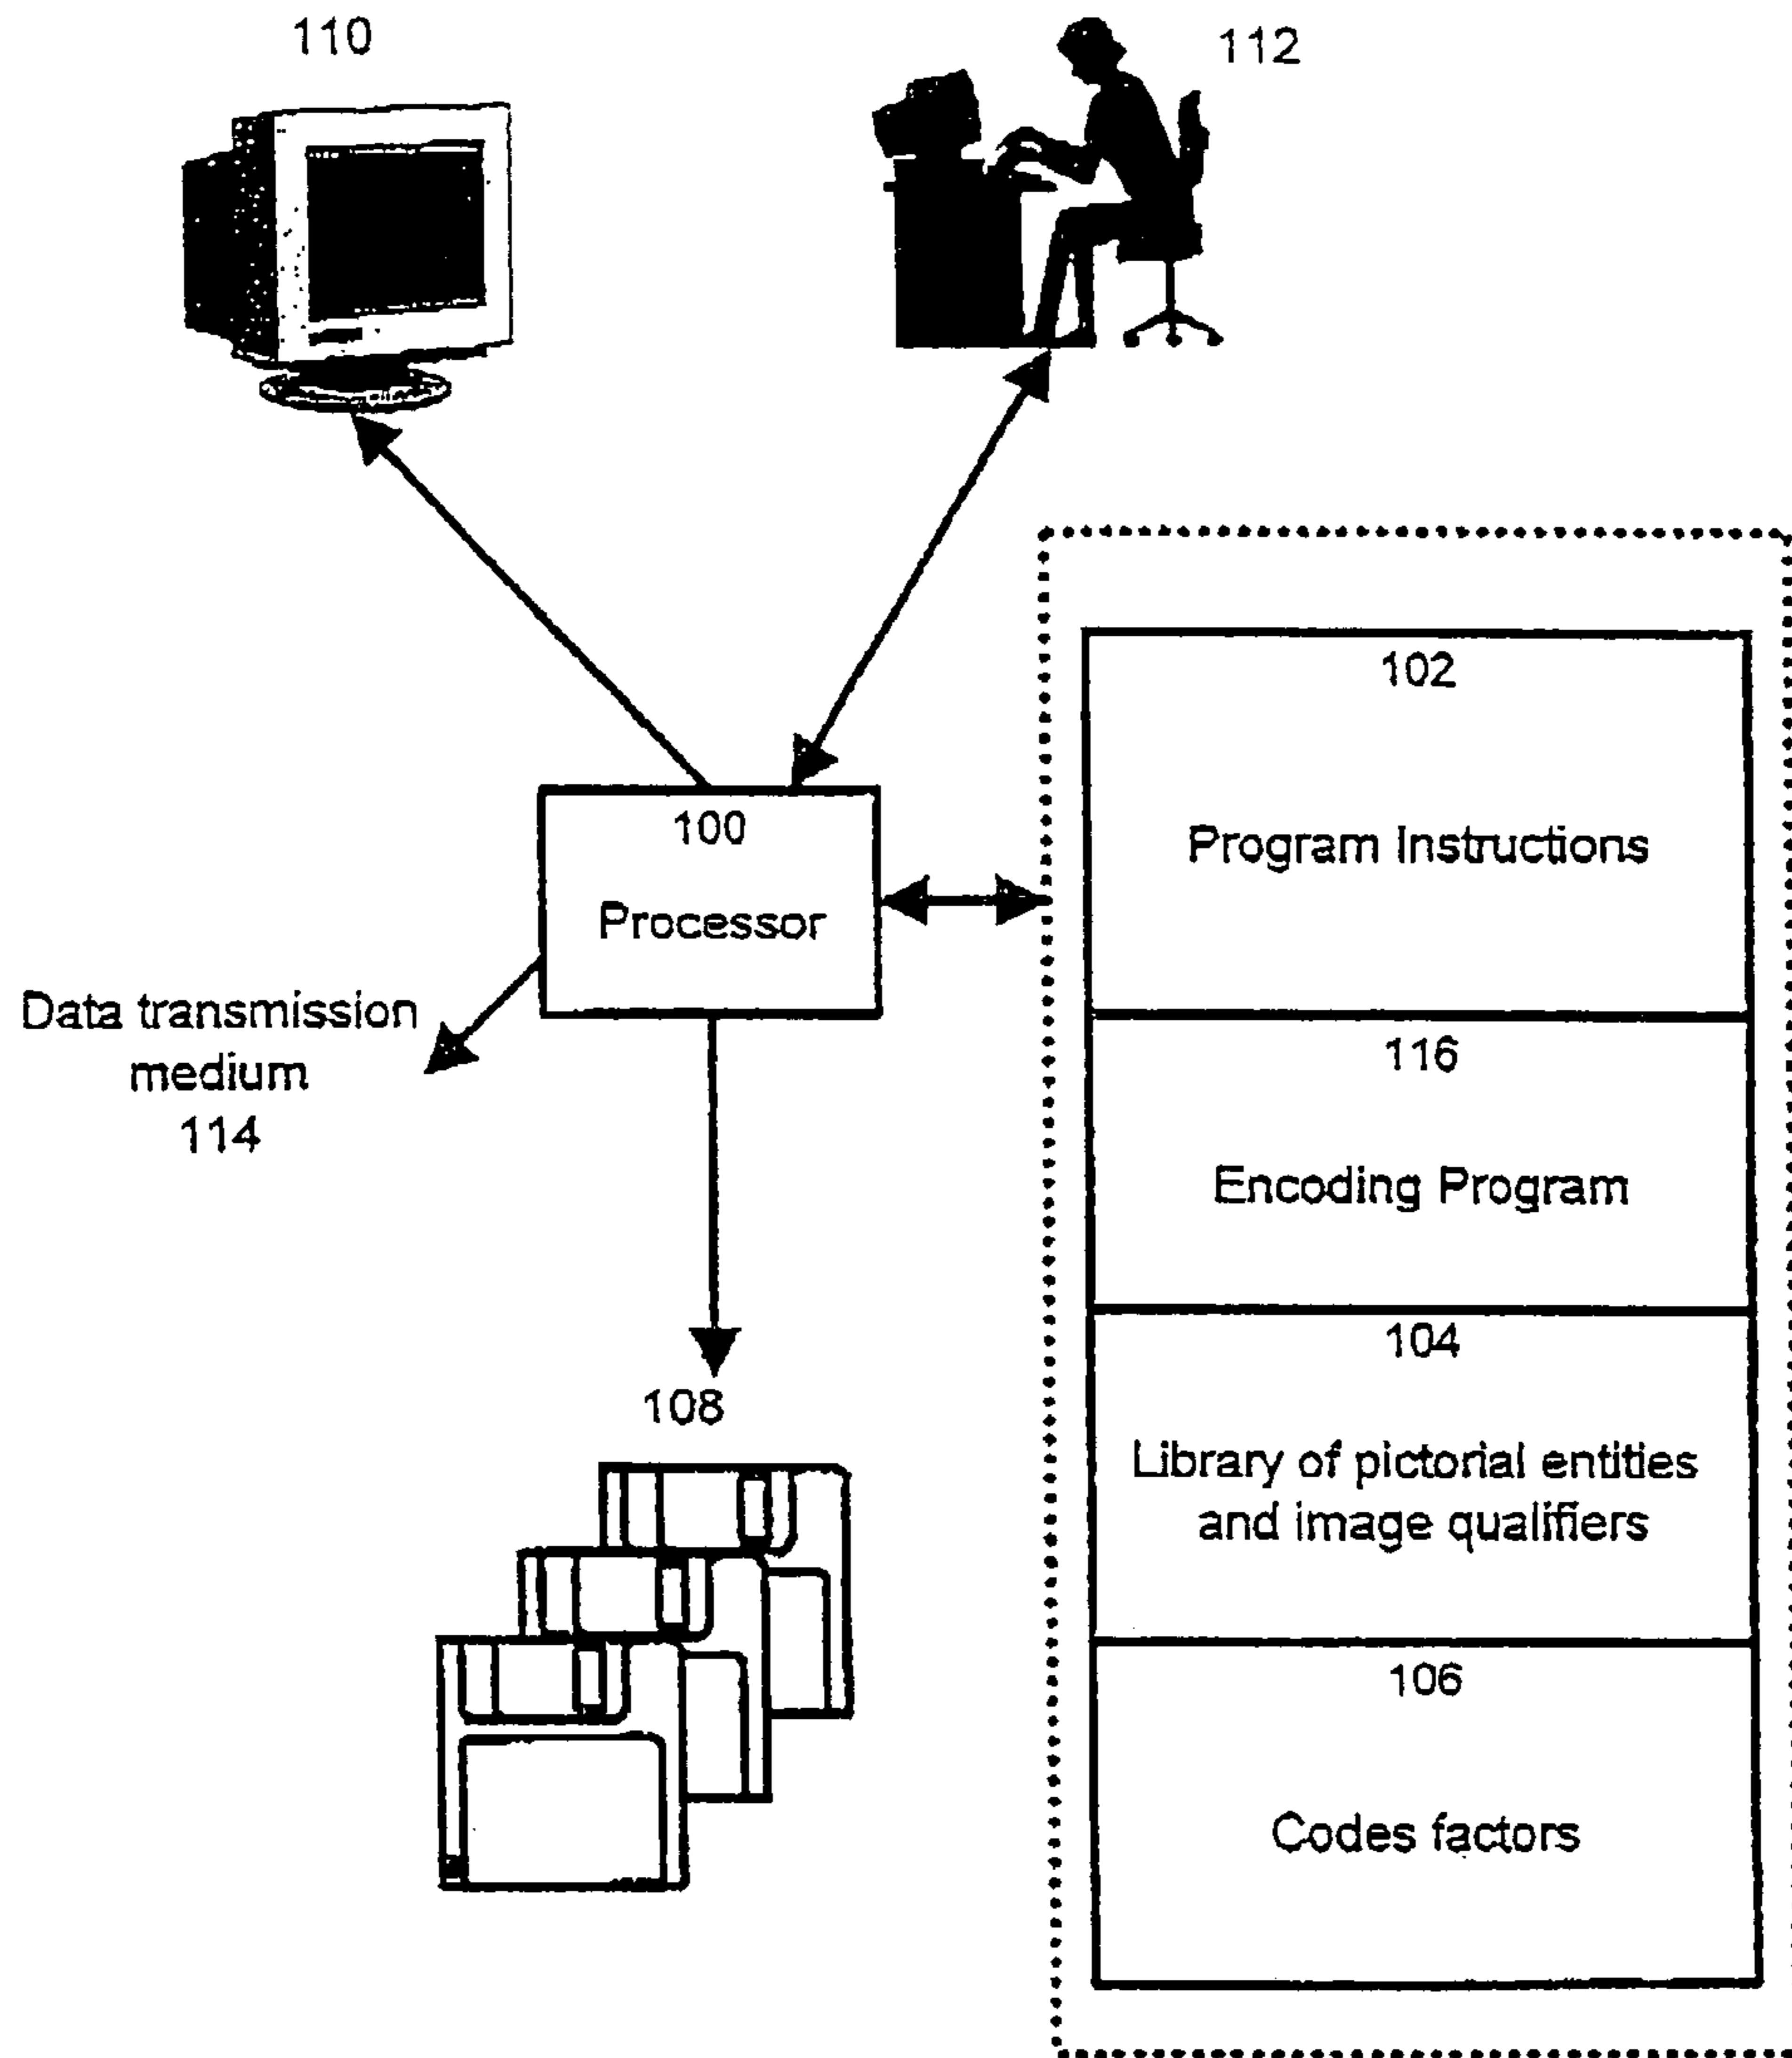 110
112
102
Program Instructions
100
Processor
Data transmission
medium
114
116
Encoding Program
104
Library of pictorial entities
and image qualifiers
108
106
Codes factors